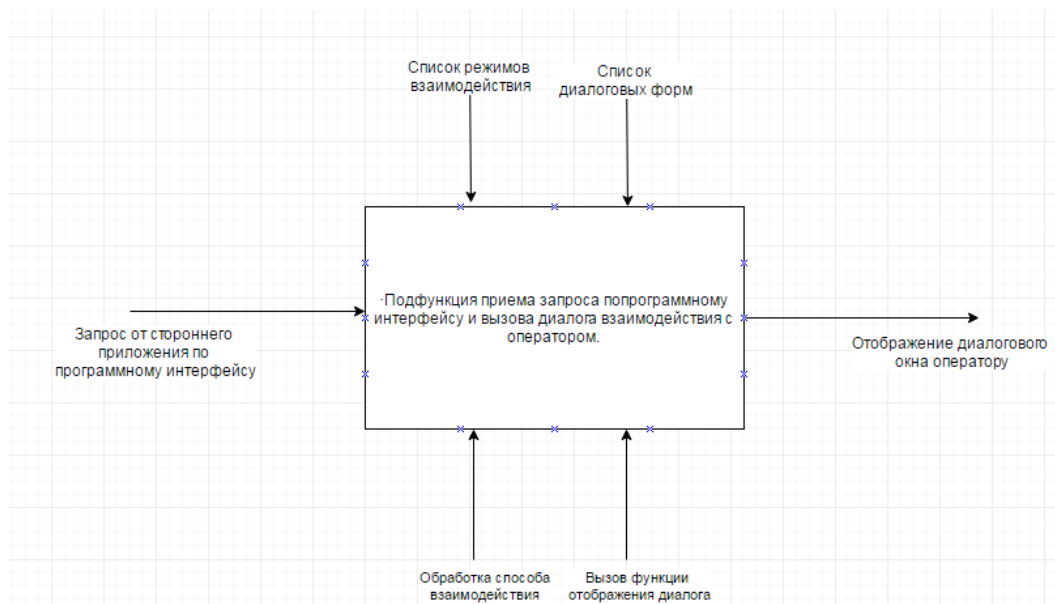 Список режимов
взаимодействия
Список
диалоговых форм
·Подфункция приема запроса попрограммному
интерфейсу и вызова диалога взаимодействия с
оператором.
Запрос от стороннего
приложения по
программному интерфейсу
Отображение диалогового
окна оператору
Обработка способа
взаимодействия
Вызов функции
отображения диалога